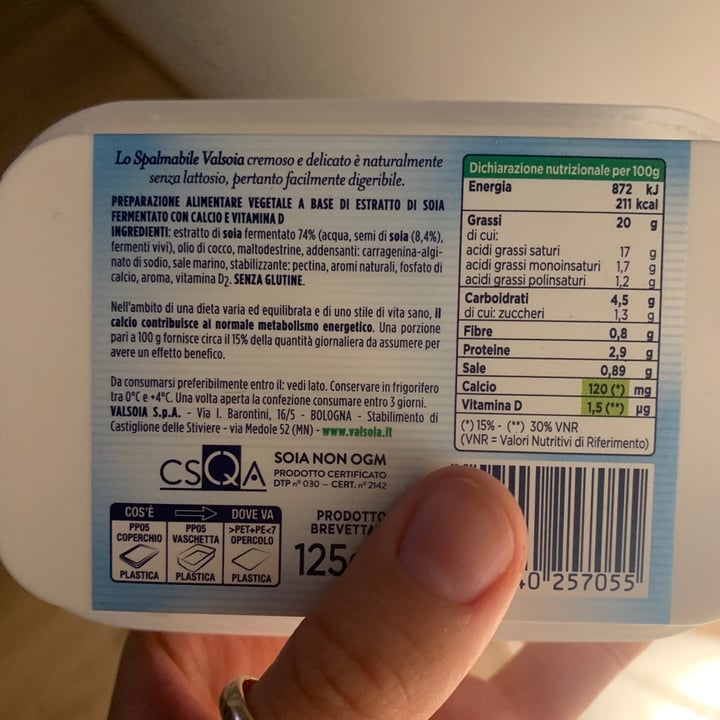 Lo Spalmabile Valsoia cremoso e delicato è naturalmente
senza lattosio, pertanto facilmente digeribile.
PREPARAZIONE ALIMENTARE VEGETALE A BASE DI ESTRATTO DI SOIA
FERMENTATO CON CALCIO E VITAMINA D
INGREDIENTI: estratto di soia fermentato 74% (acqua, semi di soia (8,4%),
fermenti vivi), olio di cocco, maltodestrine, addensanti: carragenina-algi-
nato di sodio, sale marino, stabilizzante: pectina, aromi naturali, fosfato di
calcio, aroma, vitamina D2. SENZA GLUTINE.
Nell'ambito di una dieta varia ed equilibrata e di uno stile di vita sano, il
calcio contribuisce al normale metabolismo energetico. Una porzione
pari a 100 g fornisce circa il 15% della quantità giornaliera da assumere per
avere un effetto benefico.
Da consumarsi preferibilmente entro il: vedi lato. Conservare in frigorifero
tra 0°C e +4°C. Una volta aperta la confezione consumare entro 3 giorni.
VALSOIA S.p.A. - Via I. Barontini, 16/5 - BOLOGNA - Stabilimento di
Castiglione delle Stiviere - via Medole 52 (MN) - www.valsoia.it
CSQA
SOIA NON OGM
PRODOTTO CERTIFICATO
DTP n° 030 – CERT. n° 2142
COS'È DOVE VA
PP05 PP05 >PET+PE<7
COPERCHIO VASCHETTA OPERCOLO
PLASTICA PLASTICA PLASTICA
PRODOTTO
125
Dichiarazione nutrizionale per 100g
Energia 872 kJ
211 kcal
Grassi 20 g
di cui:
acidi grassi saturi 17 g
acidi grassi monoinsaturi 1,7 g
acidi grassi polinsaturi 1,2 g
Carboidrati 4,5 g
di cui: zuccheri 1,3 g
Fibre 0,8 g
Proteine 2,9 g
Sale 0,89 g
Calcio 120 (*) mg
Vitamina D 1,5 (**) µg
(*) 15% - (**) 30% VNR
(VNR = Valori Nutritivi di Riferimento)
0 257055